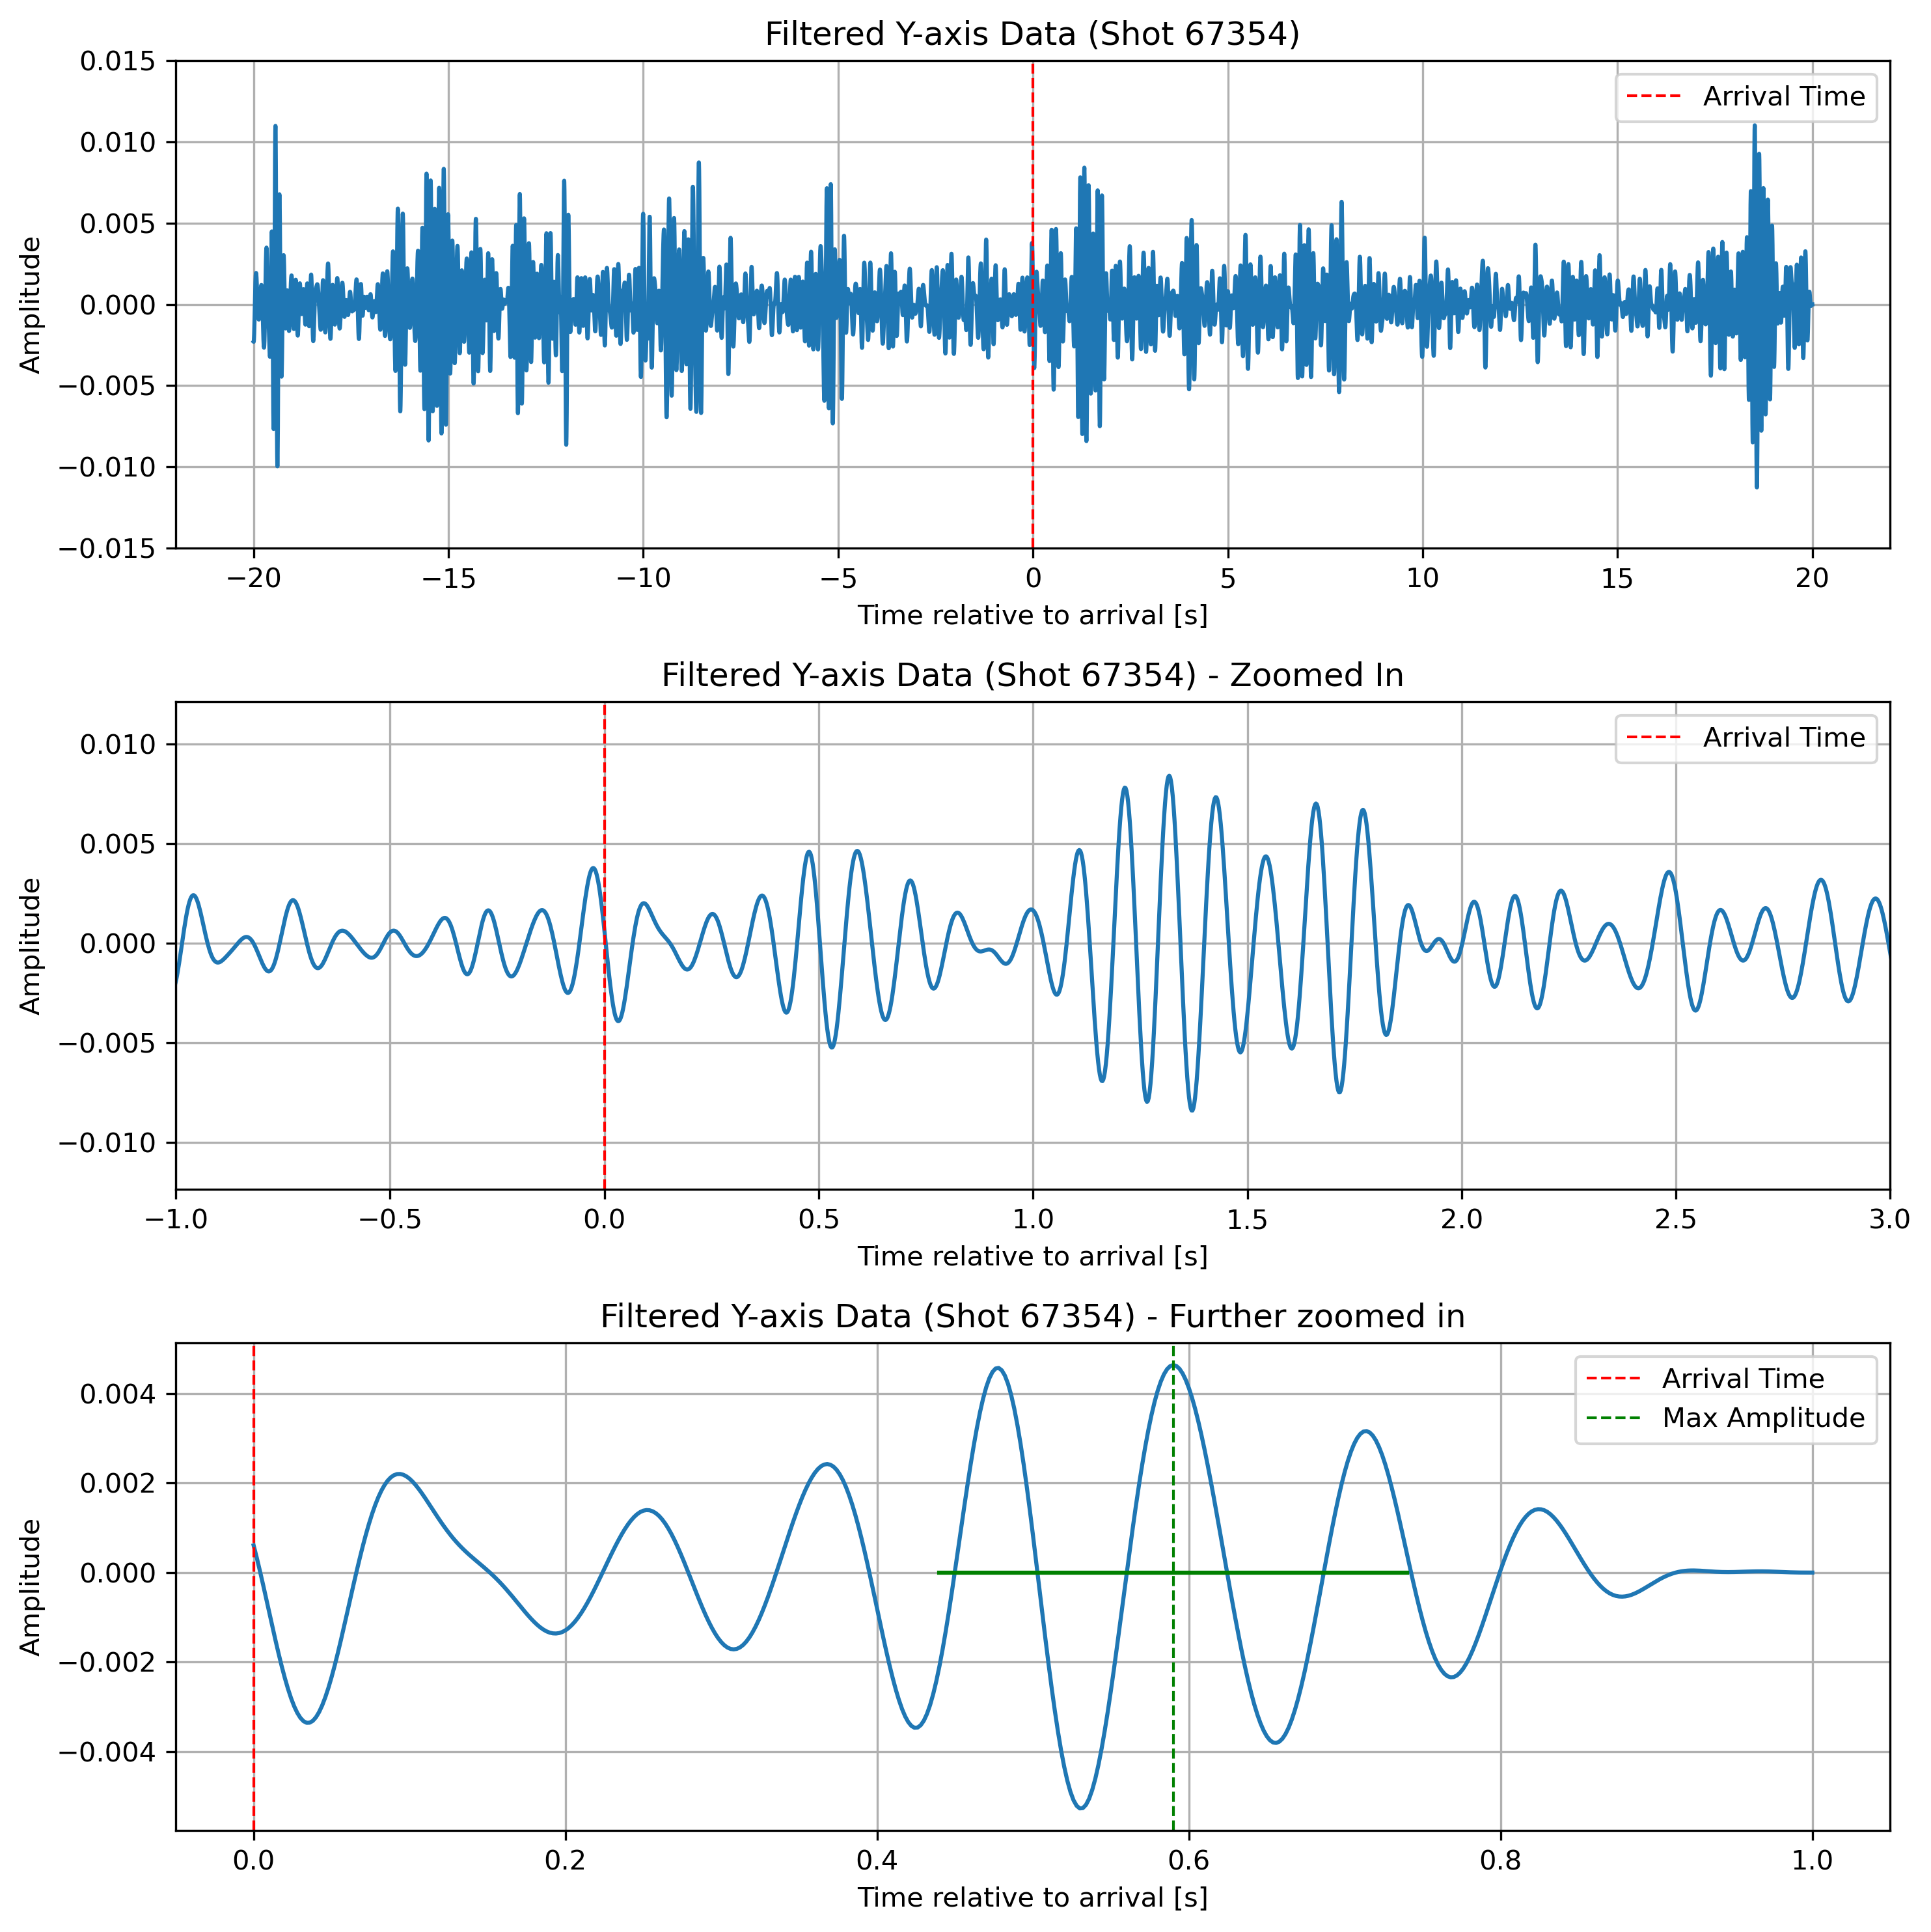 Filtered Y-axis Data (Shot 67354)
0.015
0.010
0.005
0.000
−0.005
−0.010
−0.015
Amplitude
Arrival Time
−20 −15 −10 −5 0 5 10 15 20
Time relative to arrival [s]
Filtered Y-axis Data (Shot 67354) - Zoomed In
0.010
0.005
0.000
−0.005
−0.010
Amplitude
Arrival Time
−1.0 −0.5 0.0 0.5 1.0 1.5 2.0 2.5 3.0
Time relative to arrival [s]
Filtered Y-axis Data (Shot 67354) - Further zoomed in
0.004
0.002
0.000
−0.002
−0.004
Amplitude
Arrival Time
Max Amplitude
0.0 0.2 0.4 0.6 0.8 1.0
Time relative to arrival [s]